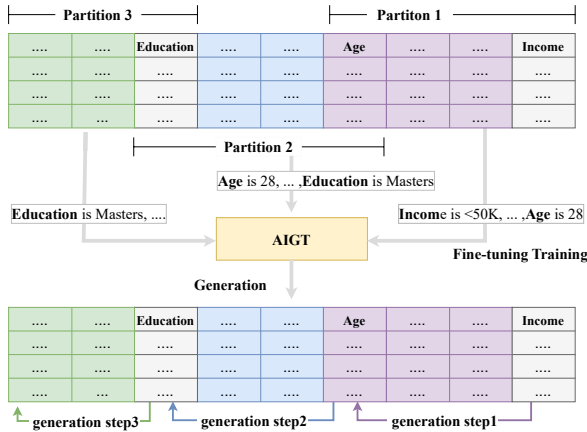 Partition 3 Partiton 1
.... .... Education .... .... Age .... .... Income
.... .... .... .... .... .... .... .... ....
.... .... .... .... .... .... .... .... ....
.... ... .... .... .... .... .... .... ....
Partition 2
Age is 28, ... ,Education is Masters
Education is Masters, ....
Income is <50K, ... ,Age is 28
AIGT
Fine-tuning Training
Generation
.... .... Education .... .... Age .... .... Income
.... .... .... .... .... .... .... .... ....
.... .... .... .... .... .... .... .... ....
.... ... .... .... .... .... .... .... ....
generation step3 generation step2 generation step1